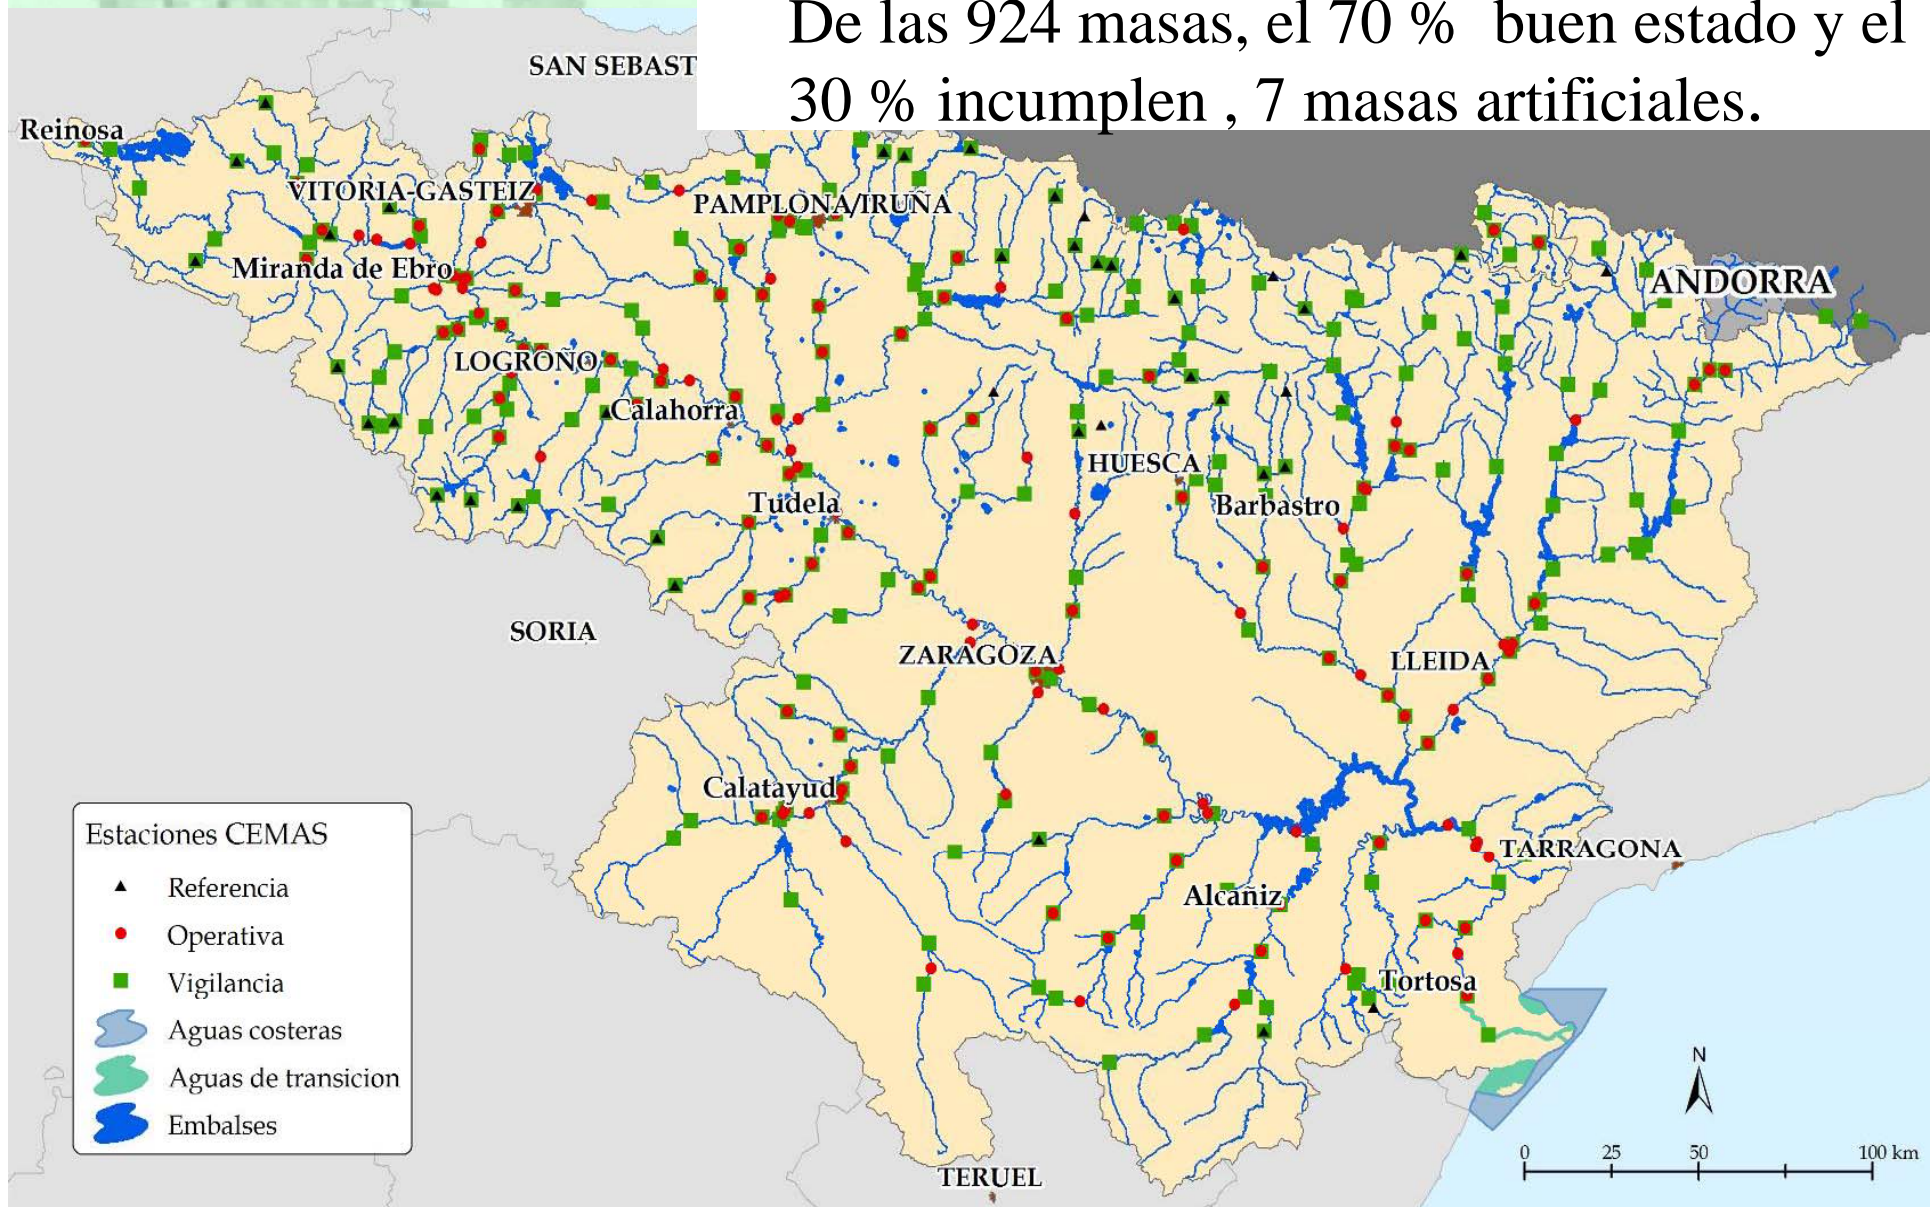 De las 924 masas, el 70 % buen estado y el
30 % incumplen , 7 masas artificiales.
SAN SEBAST
Reinosa
VITORIA-GASTEIZ
PAMPLONA/IRUÑA
Miranda de Ebro
ANDORRA
LOGROÑO
Calahorra
HUESCA
Tudela
Barbastro
SORIA
ZARAGOZA
LLEIDA
Calatayud
TARRAGONA
Alcañiz
Tortosa
TERUEL
Estaciones CEMAS
Referencia
Operativa
Vigilancia
Aguas costeras
Aguas de transicion
Embalses
N
0 25 50 100 km